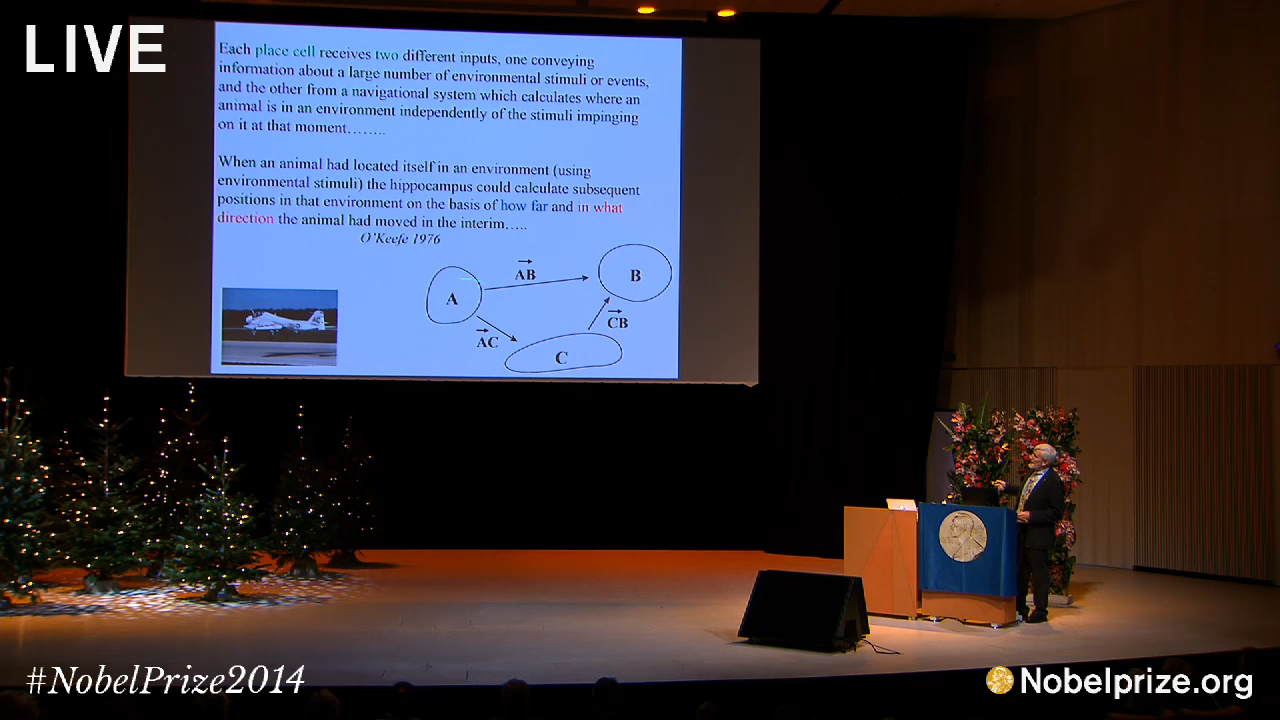 LIVE
Each place cell receives two different inputs, one conveying
information about a large number of environmental stimuli or events,
and the other from a navigational system which calculates where an
animal is in an environment independently of the stimuli impinging
on it at that moment……..
When an animal had located itself in an environment (using
environmental stimuli) the hippocampus could calculate subsequent
positions in that environment on the basis of how far and in what
direction the animal had moved in the interim…..
O'Keefe 1976
AB
B
A
CB
AC
C
#NobelPrize2014
Nobelprize.org